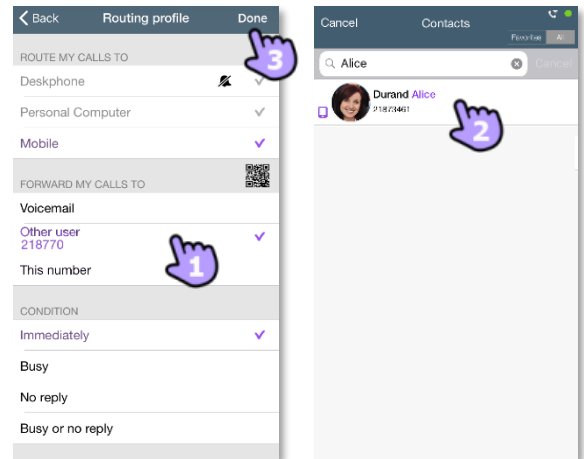 Back Routing profile Done
ROUTE MY CALLS TO
Deskphone
Personal Computer
Mobile
FORWARD MY CALLS TO
Voicemail
Other user
218770
This number
CONDITION
Immediately
Busy
No reply
Busy or no reply
1
3
Cancel Contacts
Favorites All
Alice Cancel
Durand Alice
21873461
2